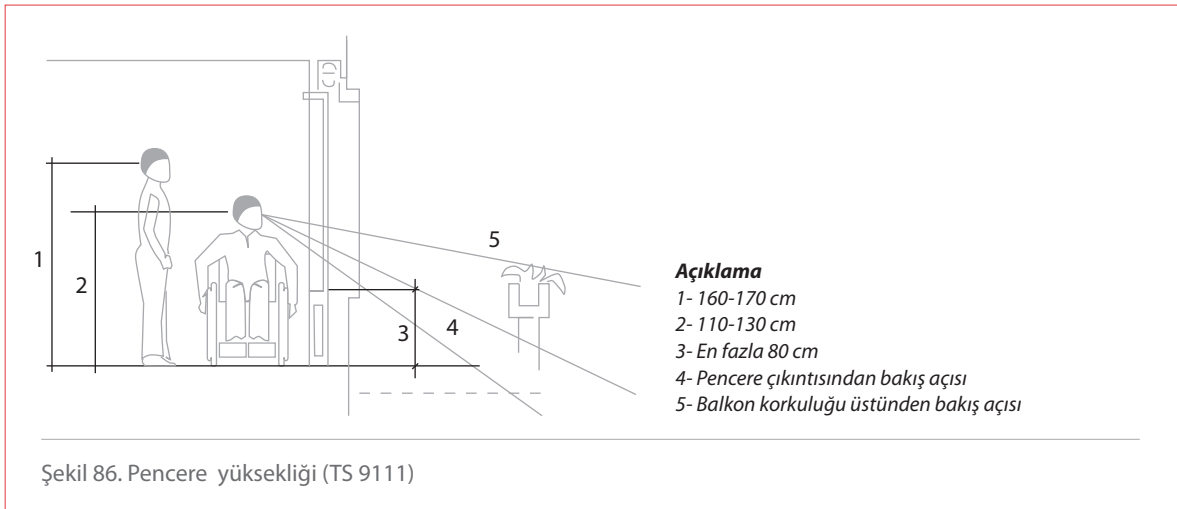 1
2
3
4
5
Açıklama
1- 160-170 cm
2- 110-130 cm
3- En fazla 80 cm
4- Pencere çıkıntısından bakış açısı
5- Balkon korkuluğu üstünden bakış açısı
Şekil 86. Pencere yüksekliği (TS 9111)